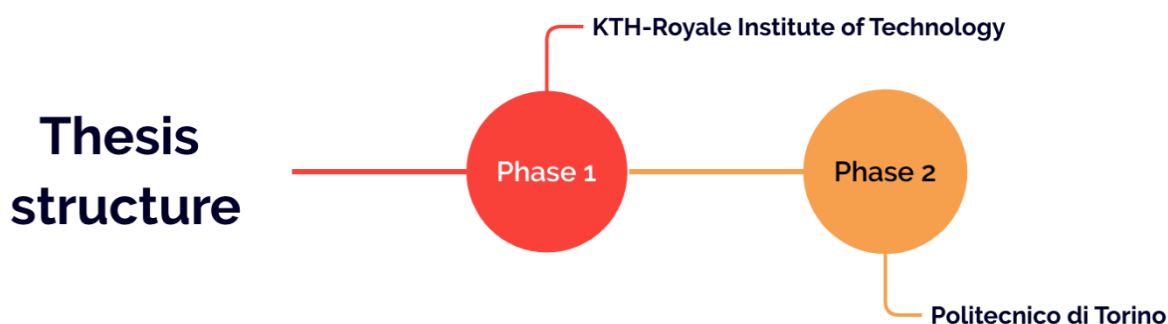 KTH-Royale Institute of Technology
Thesis
structure
Phase 1
Phase 2
Politecnico di Torino